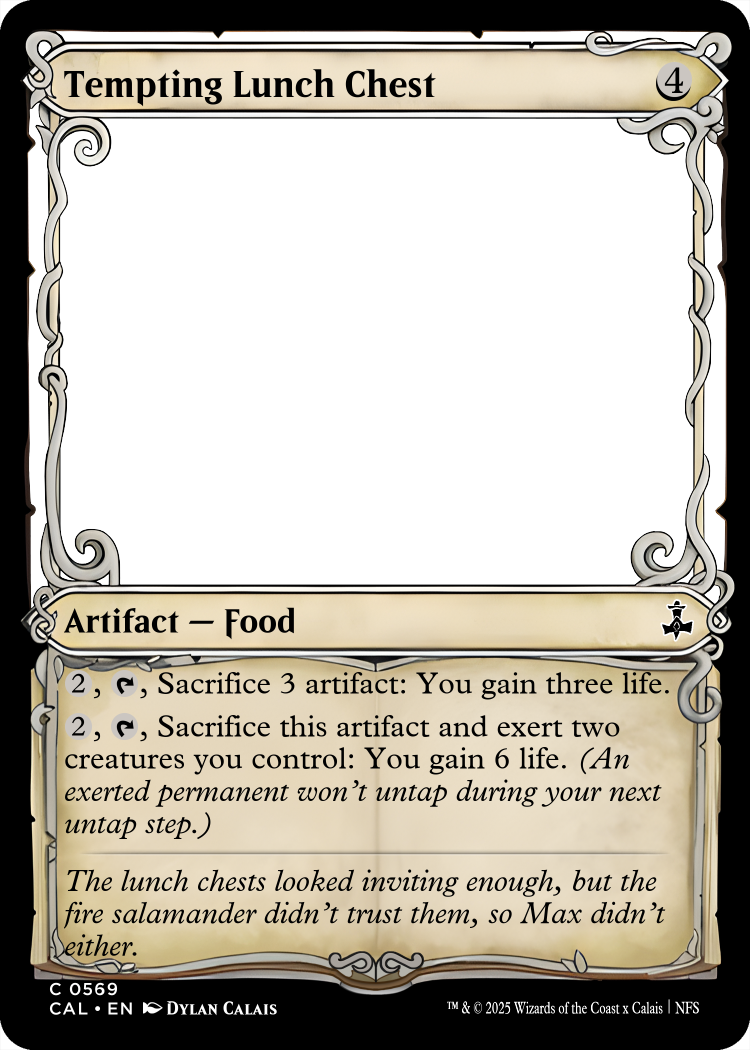 Tempting Lunch Chest 4
Artifact — Food
2, , Sacrifice 3 artifact: You gain three life.
2, , Sacrifice this artifact and exert two
creatures you control: You gain 6 life. (An
exerted permanent won't untap during your next
untap step.)
The lunch chests looked inviting enough, but the
fire salamander didn't trust them, so Max didn't
either.
C 0569
CAL • EN Dylan Calais ™ & © 2025 Wizards of the Coast x Calais | NFS